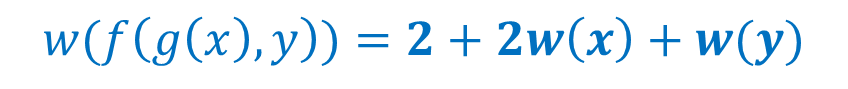 w(f(g(x),y)) = 2 + 2w(x) + w(y)